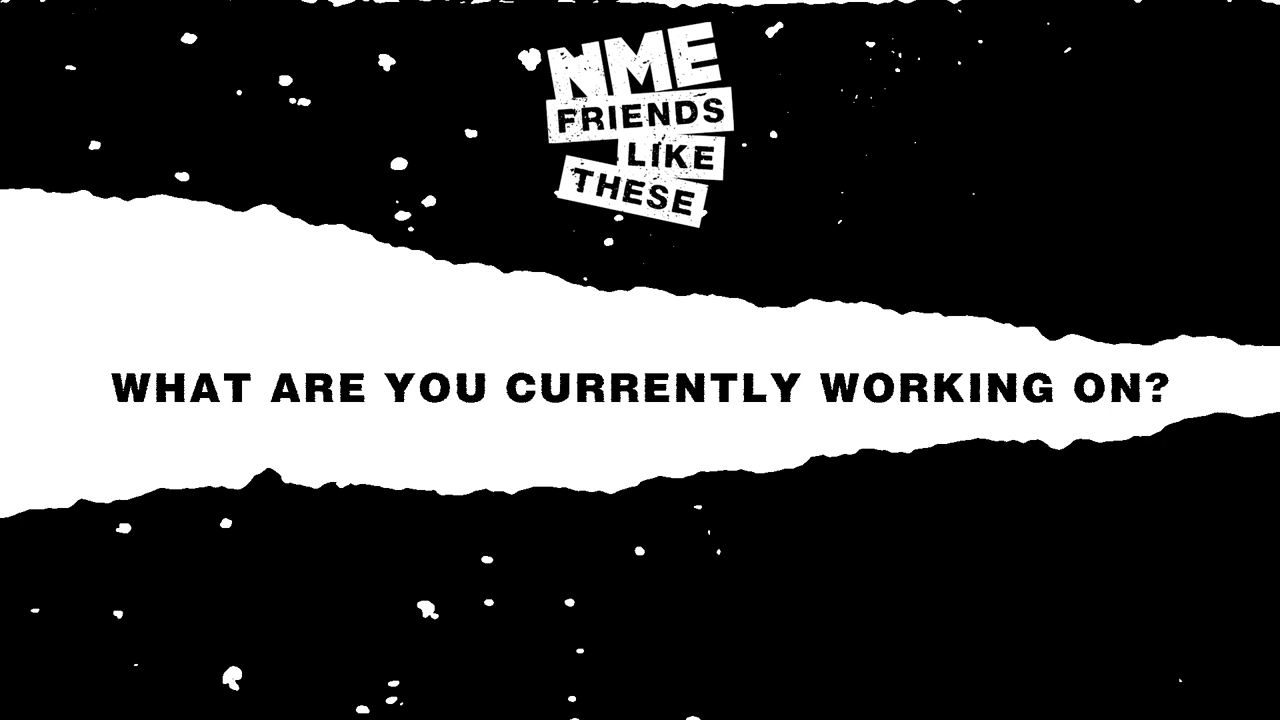 NME
FRIENDS
LIKE
THESE
WHAT ARE YOU CURRENTLY WORKING ON?